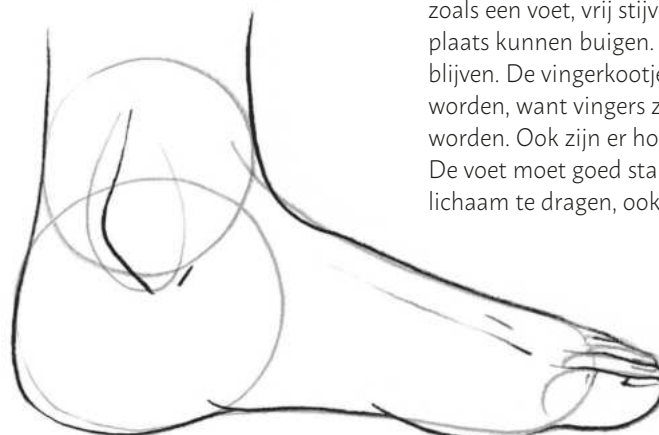 zoals een voet, vrij stijv
plaats kunnen buigen.
blijven. De vingerkootje
worden, want vingers z
worden. Ook zijn er ho
De voet moet goed sta
lichaam te dragen, ook